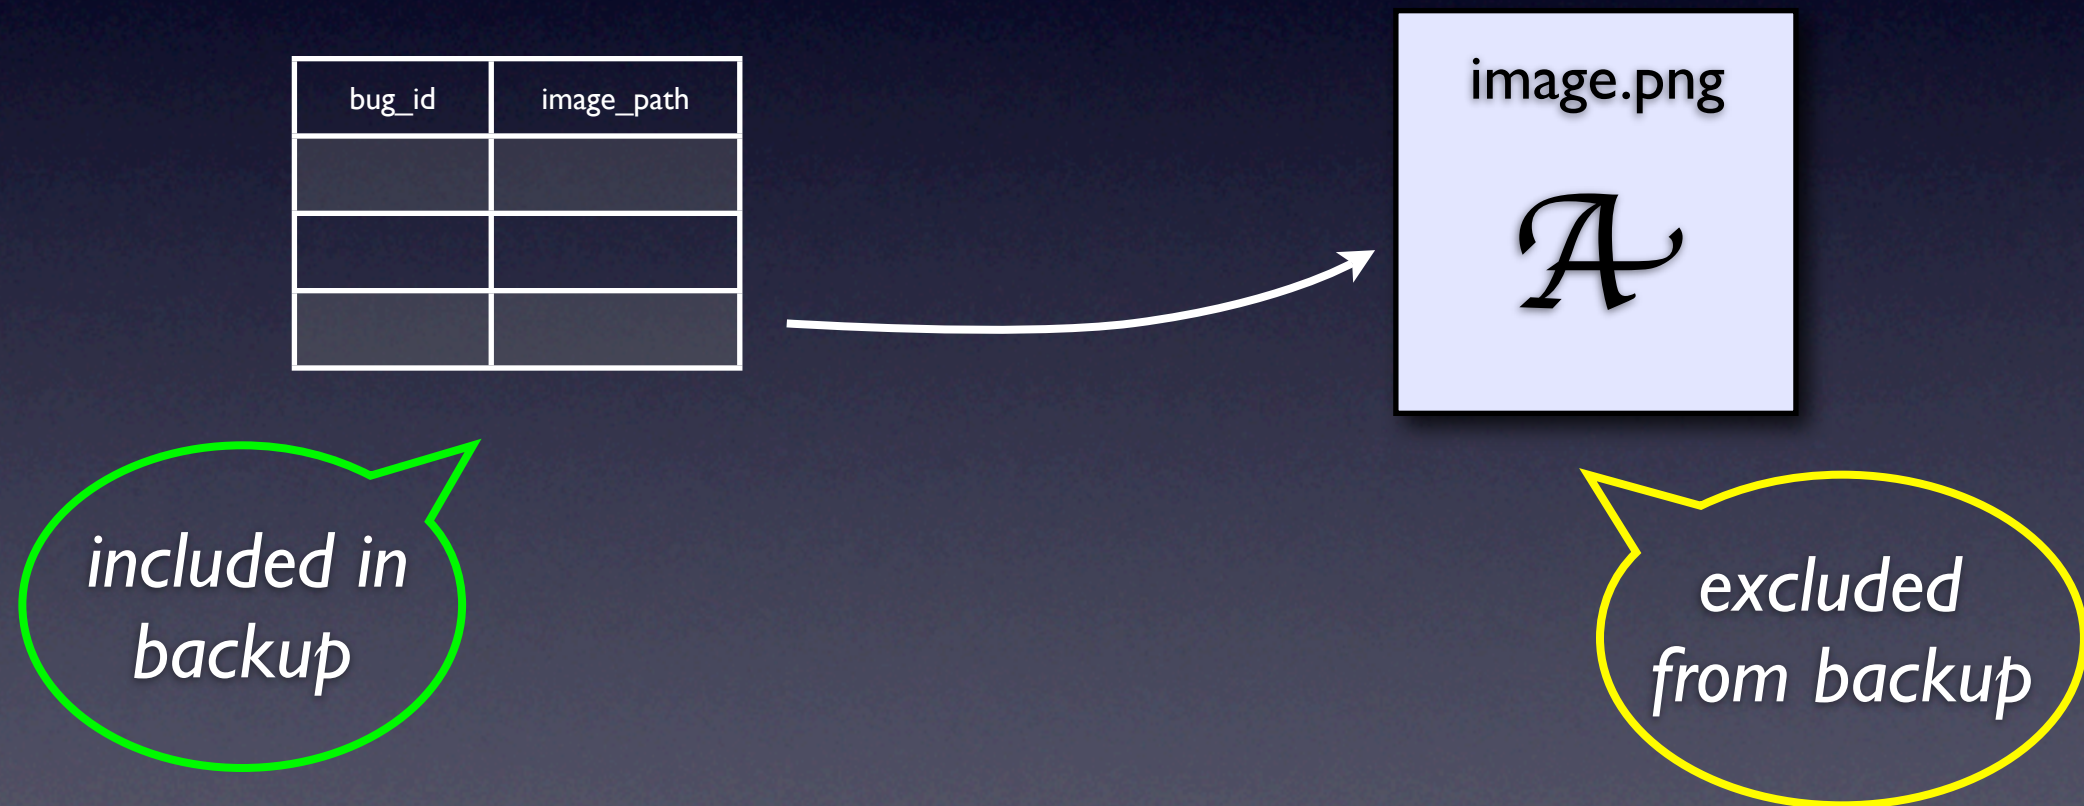 bug_id image_path
image.png
A
included in
backup
excluded
from backup